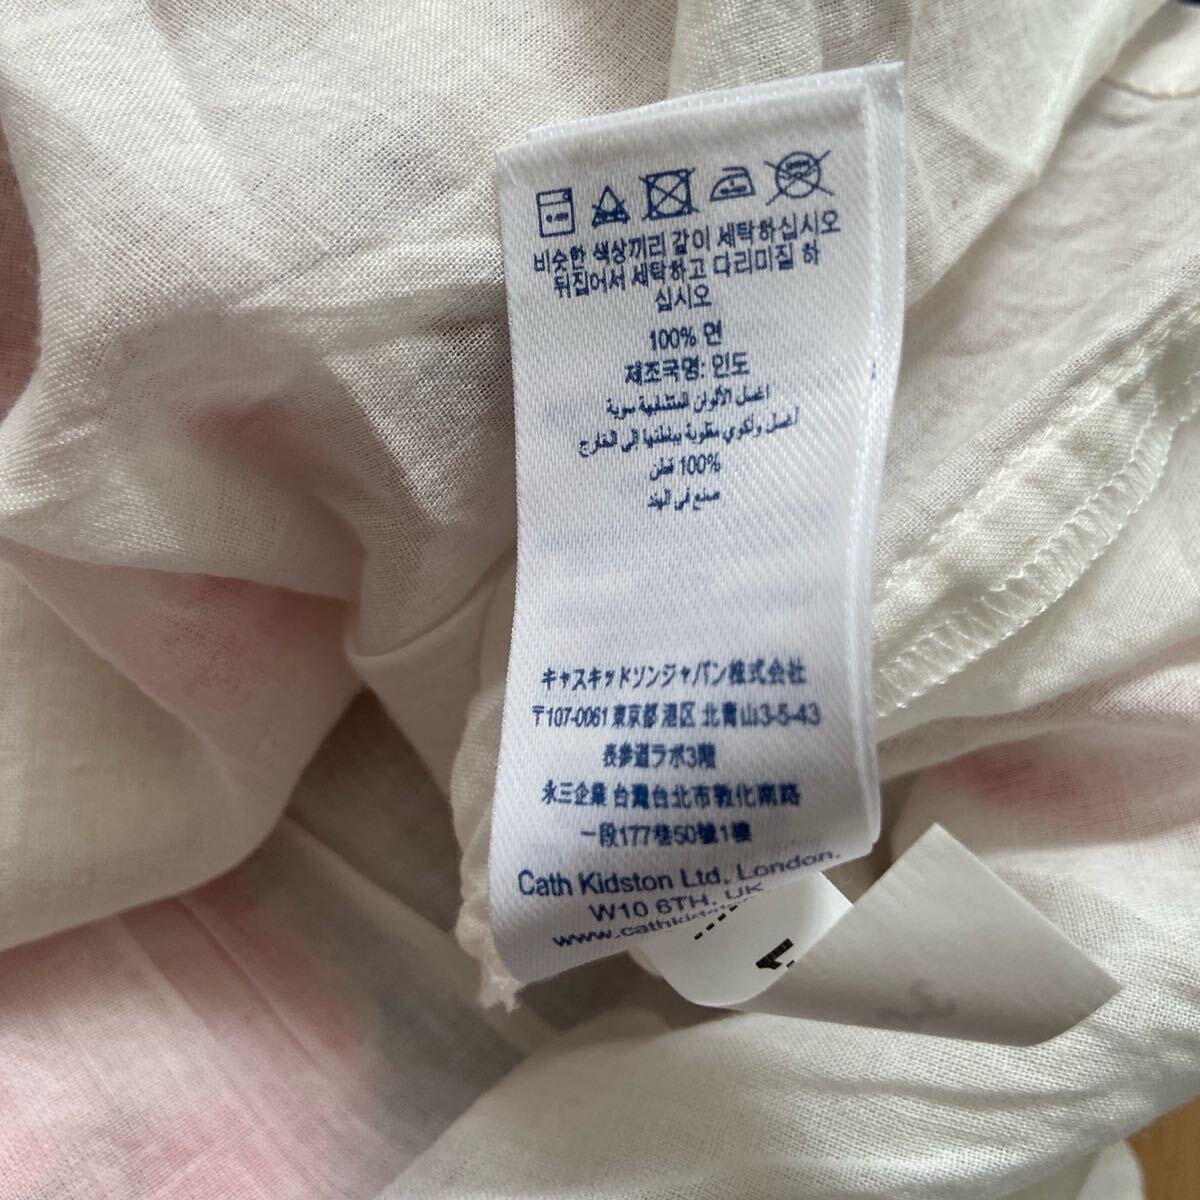 비슷한 색상끼리 같이 세탁하십시오
뒤집어서 세탁하고 다리미질 하
십시오
100% 면
제조국명: 인도
اغسل الألوان المتشابهة سوية
أغسل وأكوي مقلوبة بباطنها إلى الخارج
100% قطن
صنع في الهند
キャスキッドソンジャパン株式会社
〒107-0061 東京都港区 北青山3-5-43
表参道ラボ3階
永三企業 台灣台北市敦化南路
一段177巷50號1樓
Cath Kidston Ltd, London,
W10 6TH, UK